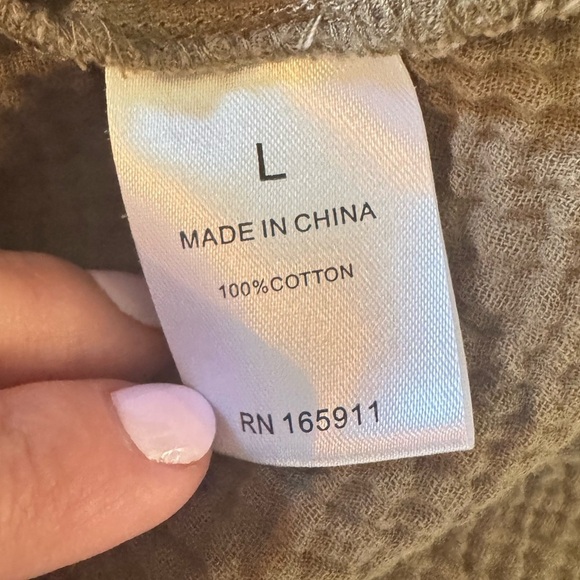 L
MADE IN CHINA
100%COTTON
RN 165911